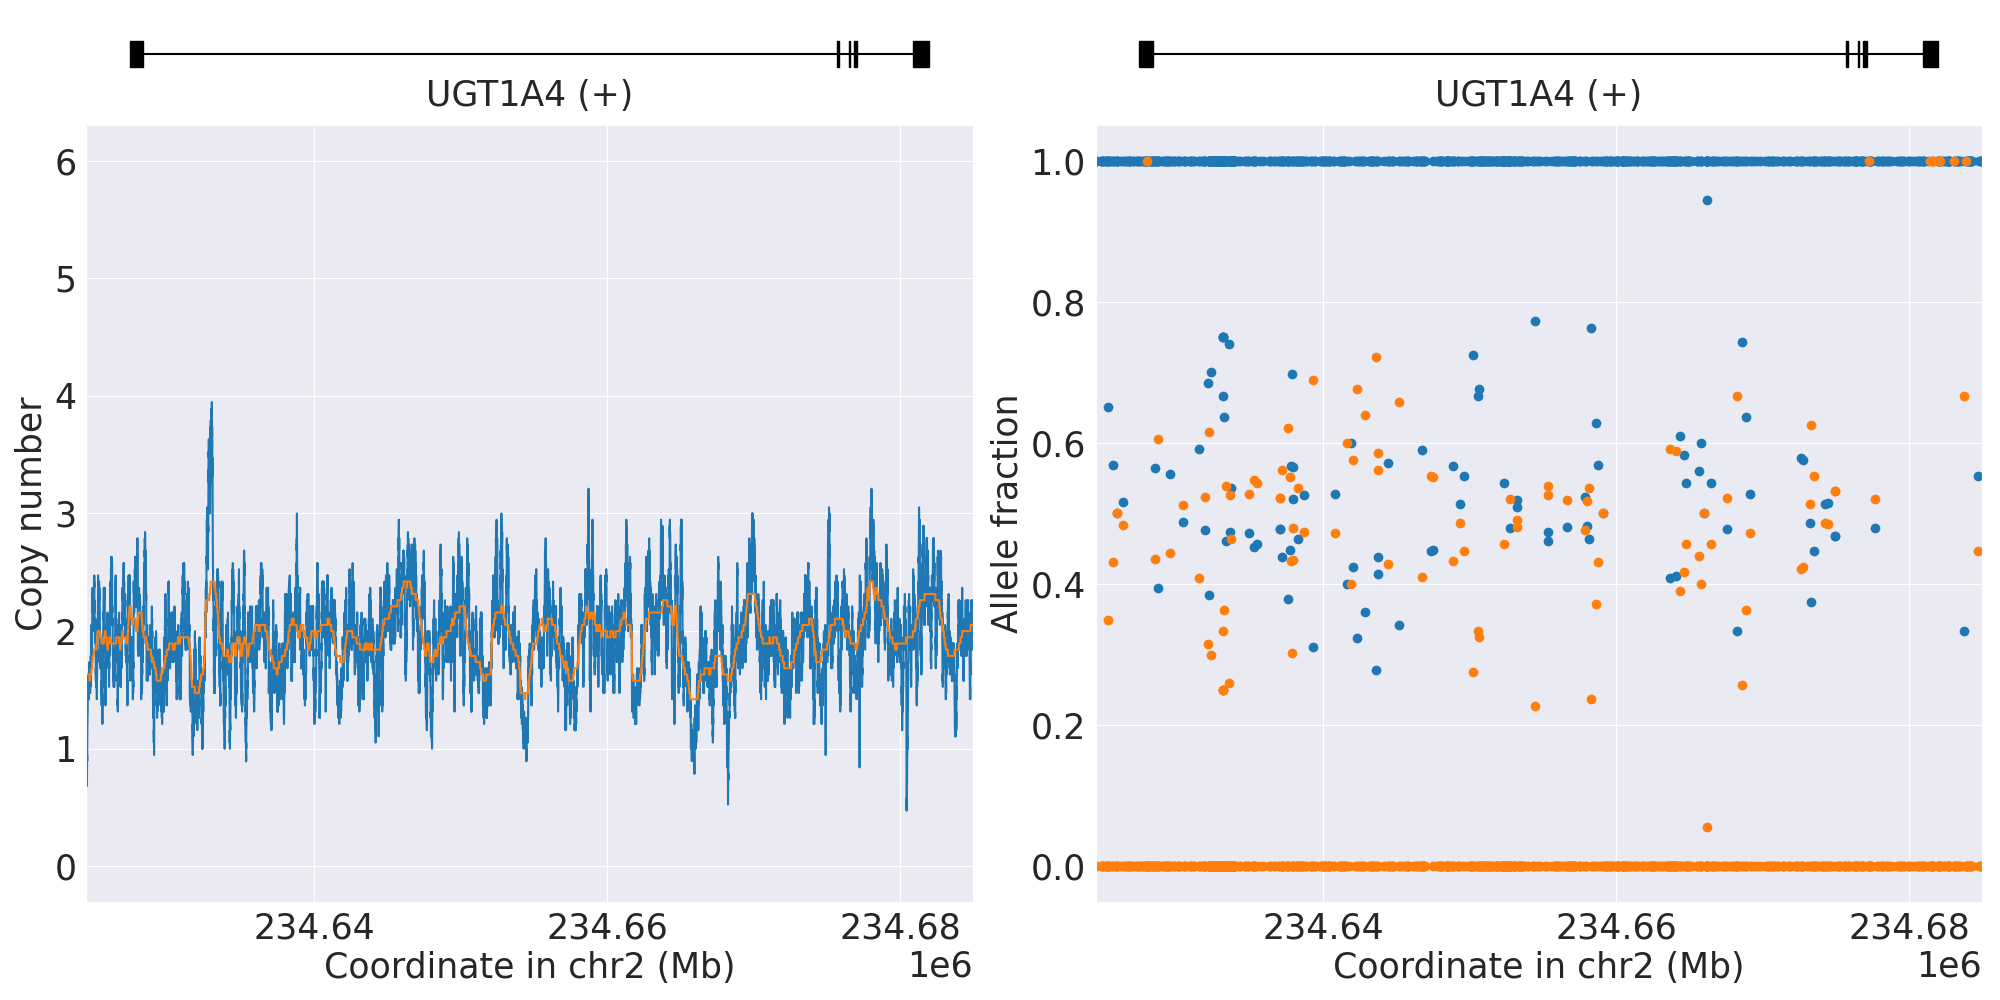 UGT1A4 (+)
Copy number
6
5
4
3
2
1
0
234.64 234.66 234.68
1e6
Coordinate in chr2 (Mb)
UGT1A4 (+)
Allele fraction
1.0
0.8
0.6
0.4
0.2
0.0
234.64 234.66 234.68
1e6
Coordinate in chr2 (Mb)